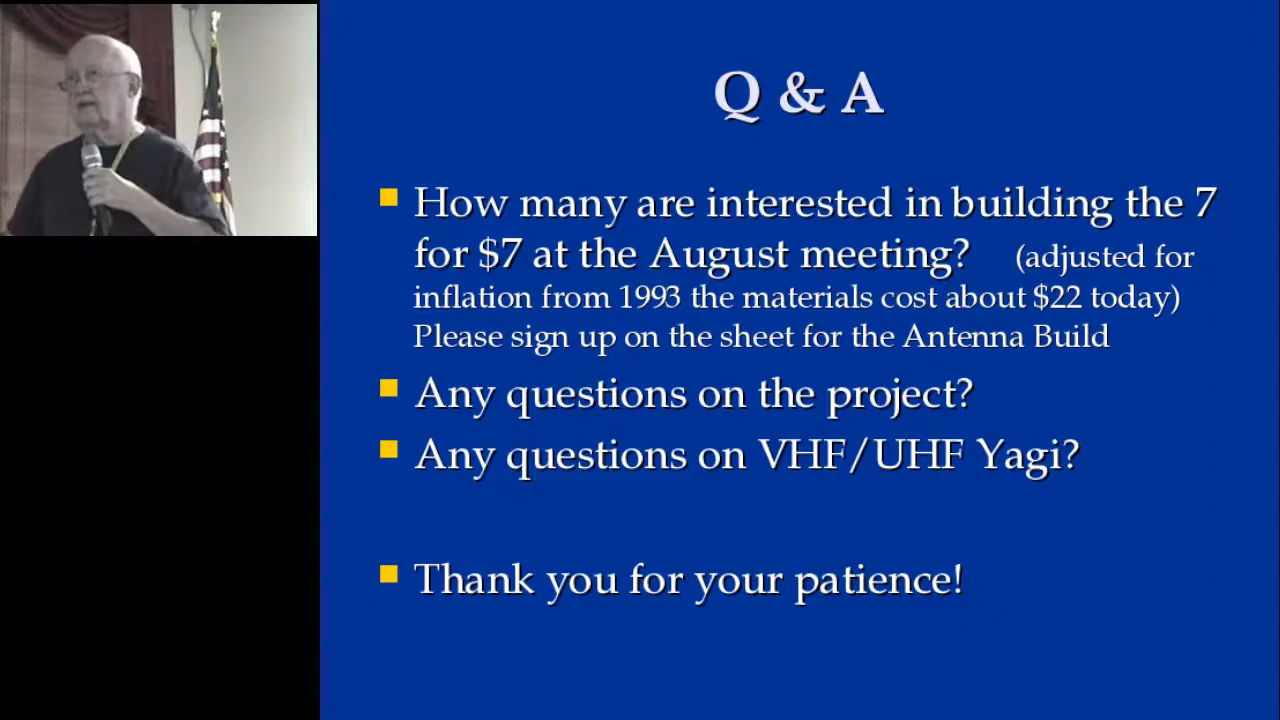 Q & A
How many are interested in building the 7
for $7 at the August meeting? (adjusted for
inflation from 1993 the materials cost about $22 today)
Please sign up on the sheet for the Antenna Build
Any questions on the project?
Any questions on VHF/UHF Yagi?
Thank you for your patience!